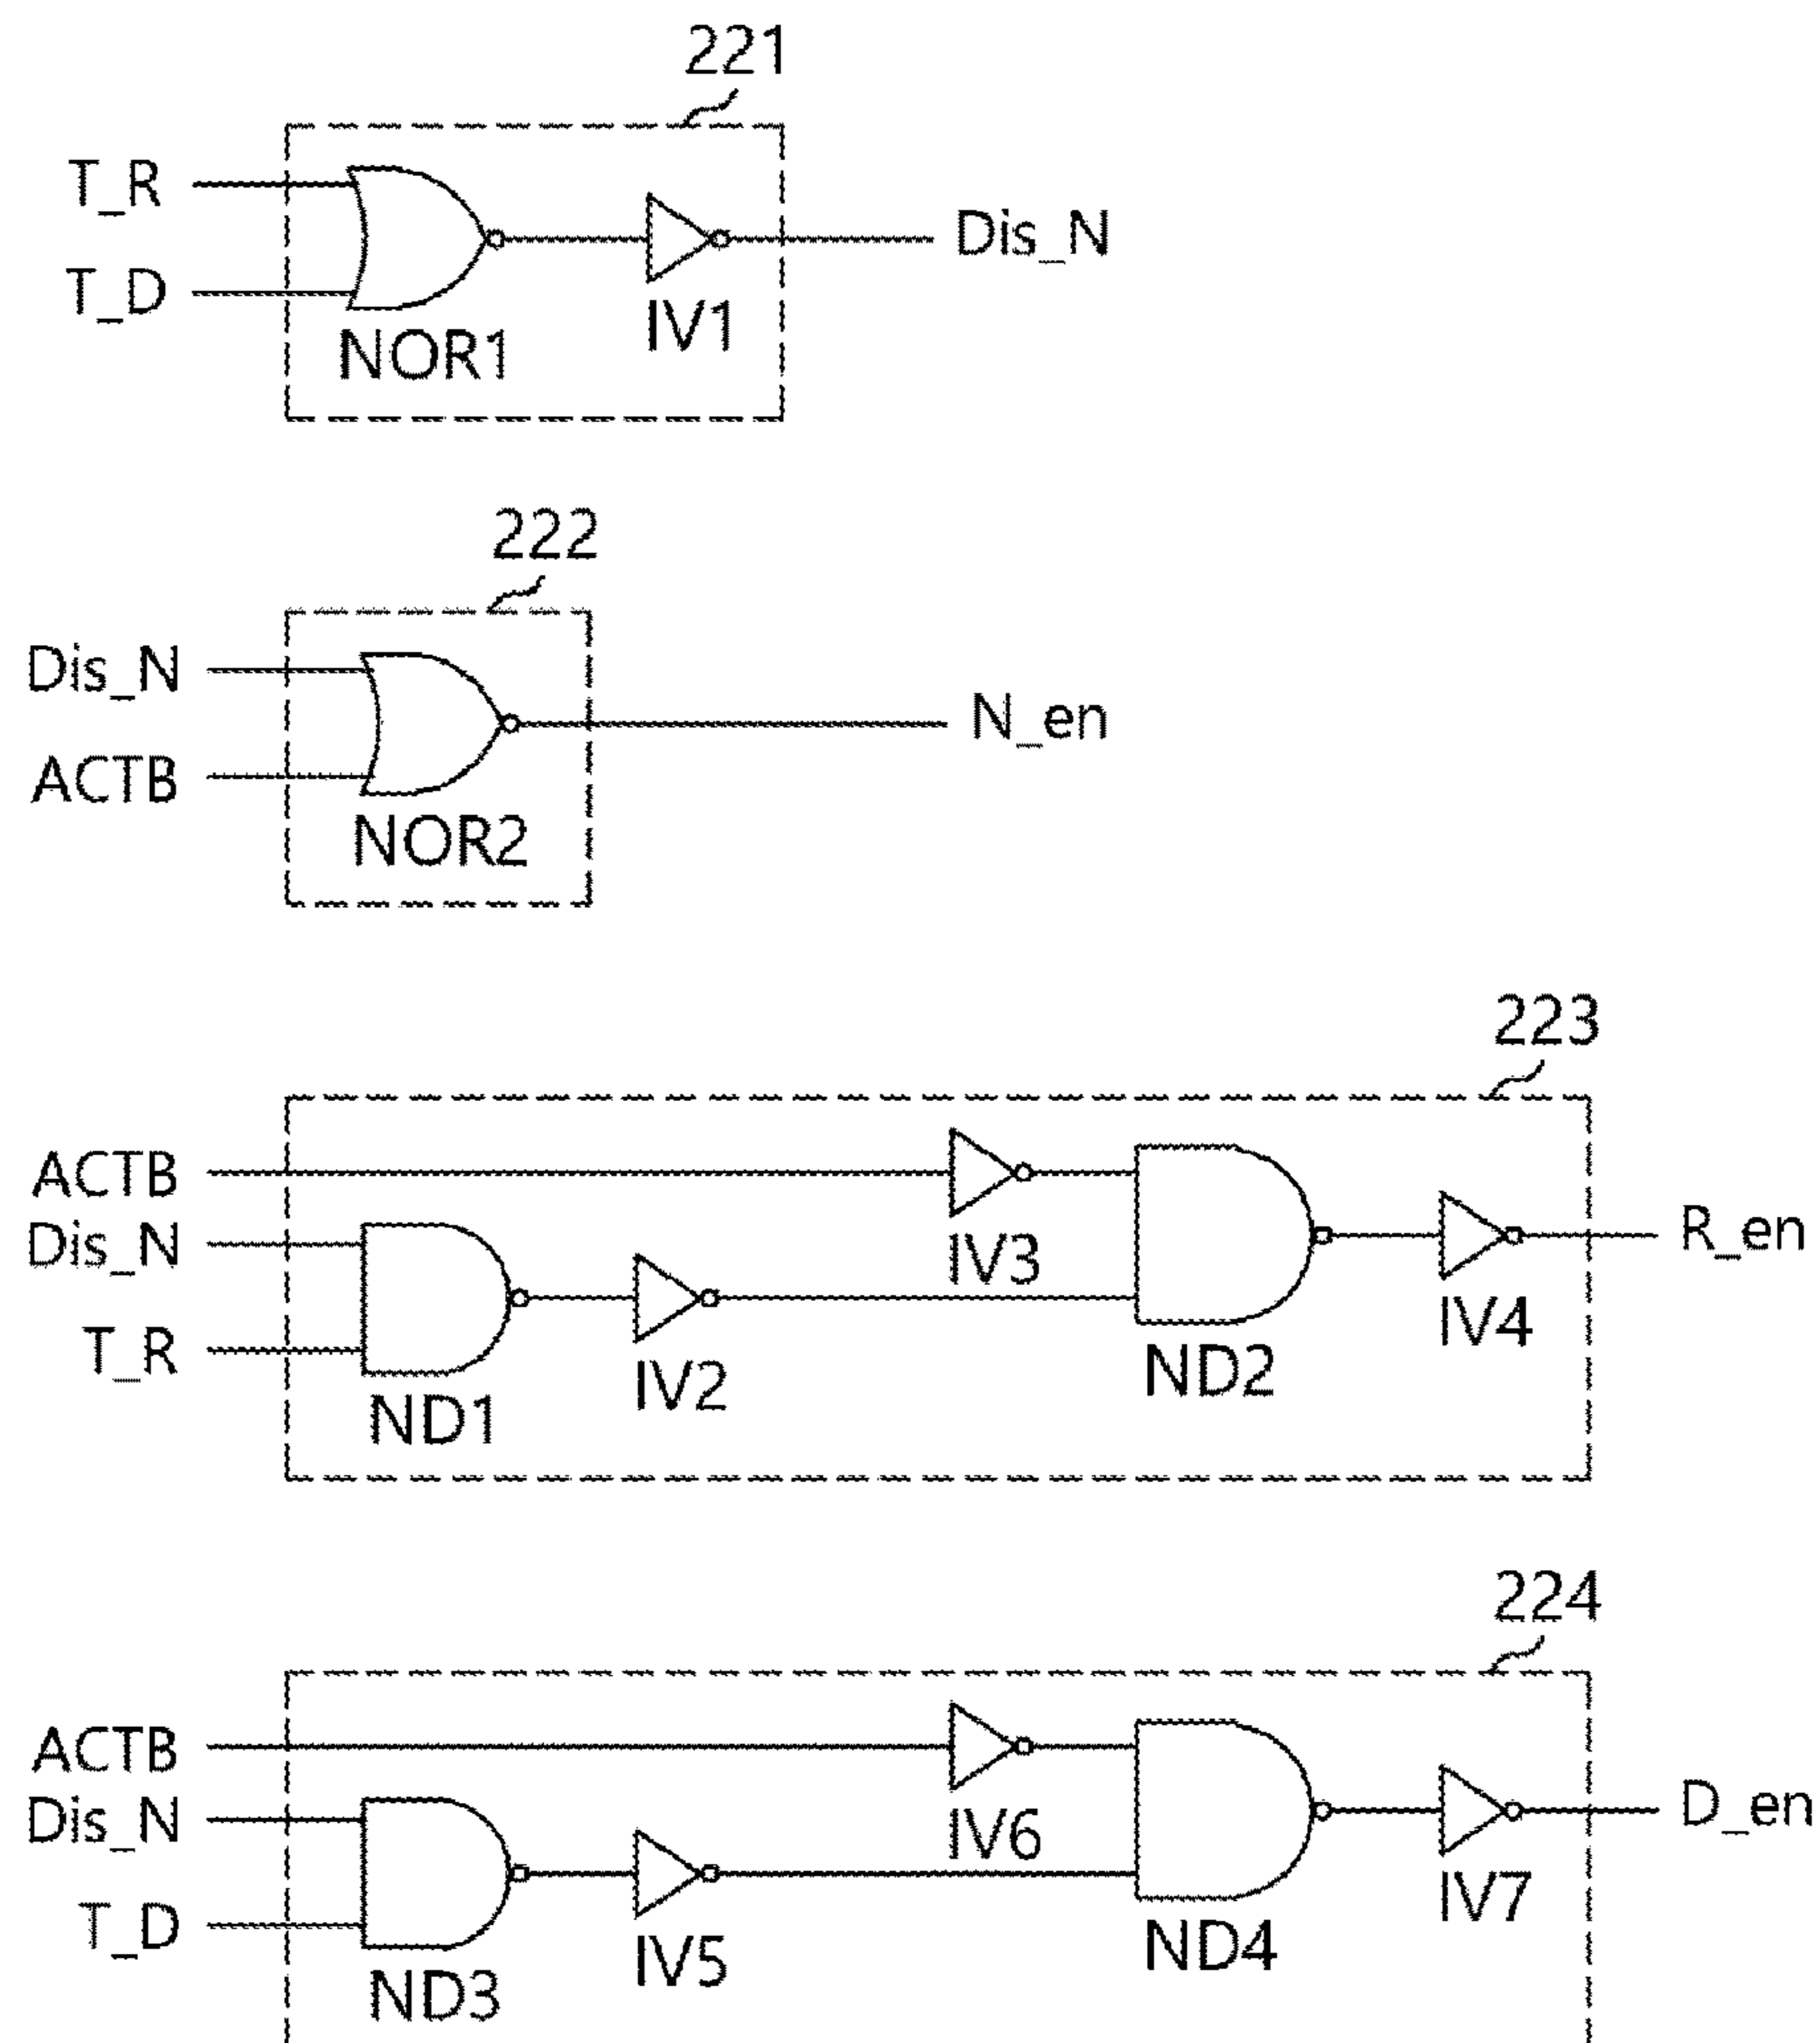 221
T_R
T_D
NOR1
IV1
Dis_N
222
Dis_N
ACTB
NOR2
N_en
223
ACTB
Dis_N
T_R
ND1
IV2
IV3
ND2
IV4
R_en
224
ACTB
Dis_N
T_D
ND3
IV5
IV6
ND4
IV7
D_en